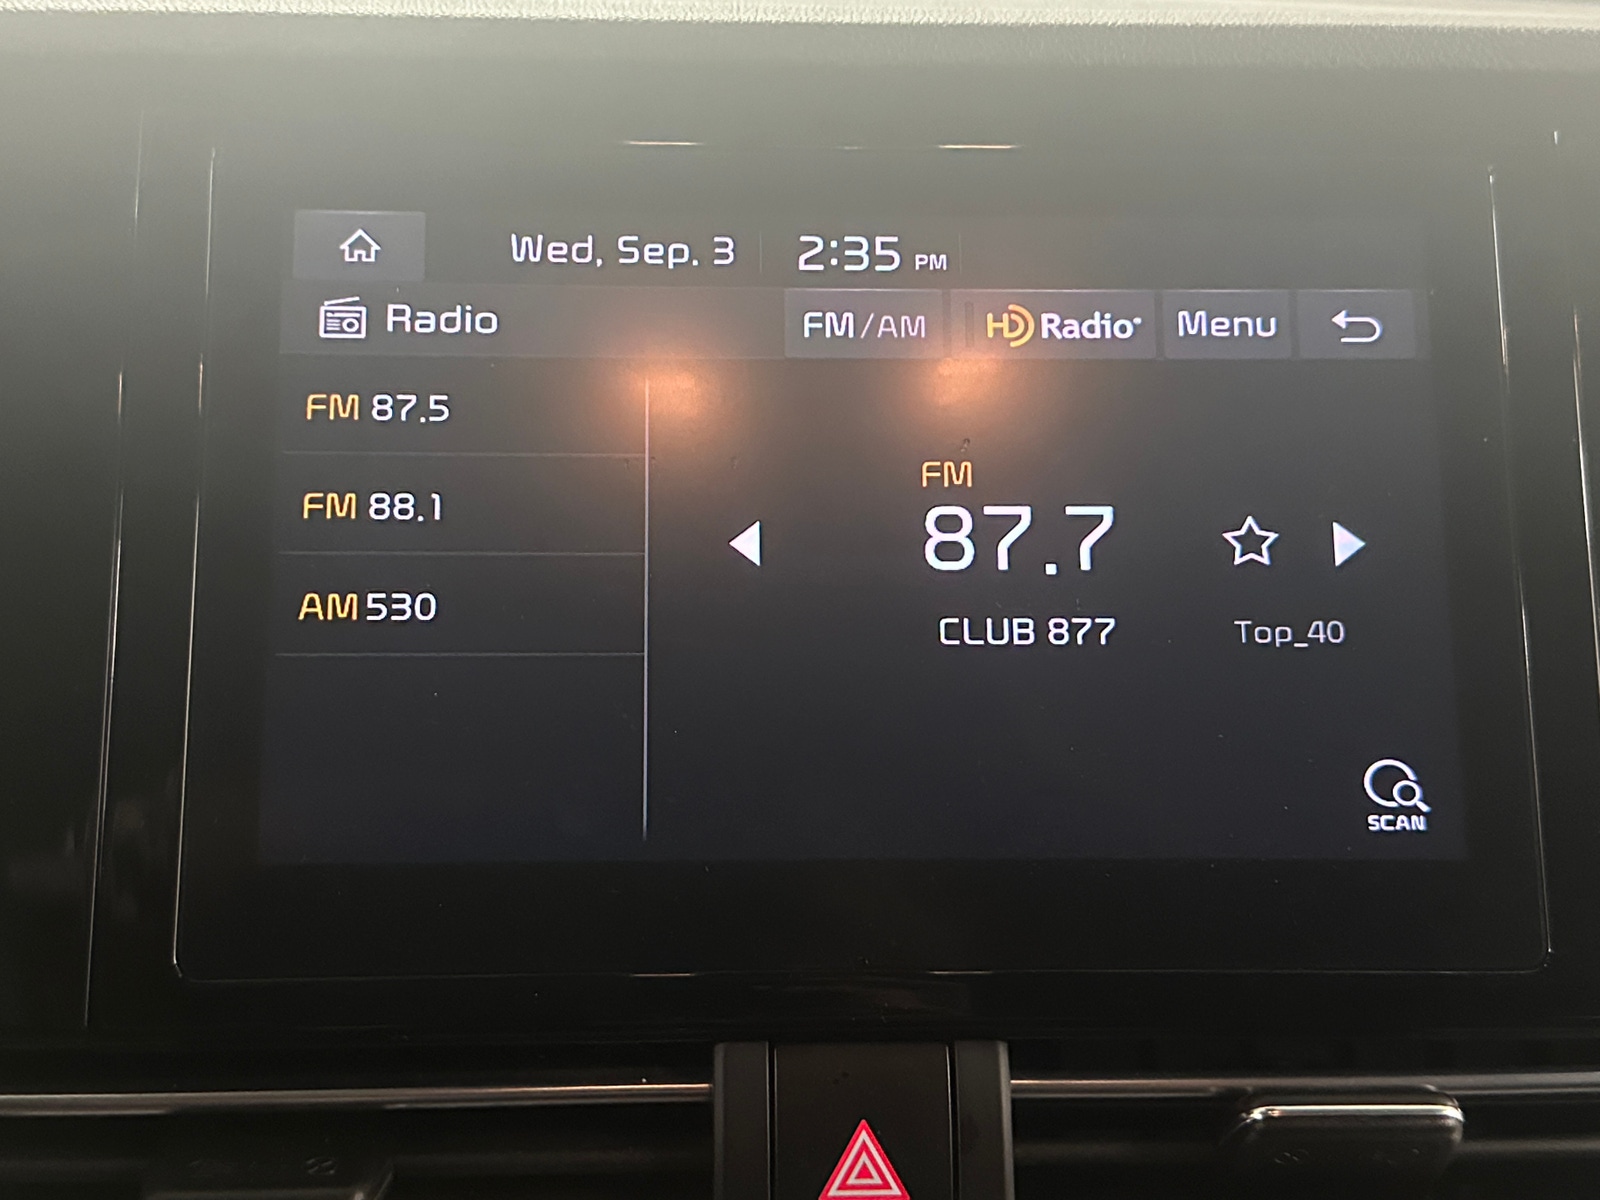 Wed, Sep. 3 2:35 PM
Radio FM/AM HD Radio Menu
FM 87.5
FM 88.1
AM 530
FM
87.7
CLUB 877 Top_40
SCAN